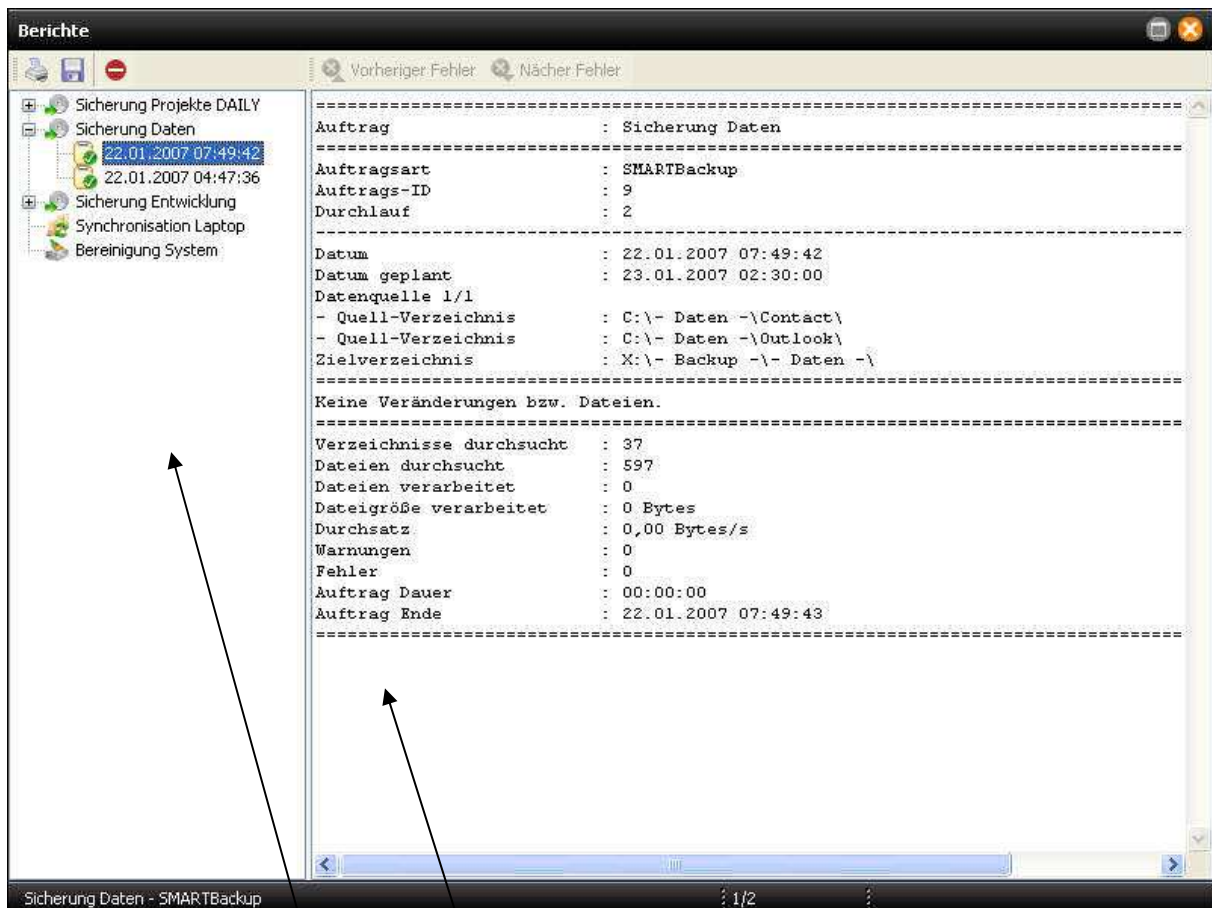 Berichte
Vorheriger Fehler Nächer Fehler
Sicherung Projekte DAILY
Sicherung Daten
22.01.2007 07:49:42
22.01.2007 04:47:36
Sicherung Entwicklung
Synchronisation Laptop
Bereinigung System
Auftrag : Sicherung Daten
Auftragsart : SMARTBackup
Auftrags-ID : 9
Durchlauf : 2
Datum : 22.01.2007 07:49:42
Datum geplant : 23.01.2007 02:30:00
Datenquelle 1/1
- Quell-Verzeichnis : C:\- Daten -\Contact\
- Quell-Verzeichnis : C:\- Daten -\Outlook\
Zielverzeichnis : X:\- Backup -\- Daten -\
Keine Veränderungen bzw. Dateien.
Verzeichnisse durchsucht : 37
Dateien durchsucht : 597
Dateien verarbeitet : 0
Dateigröße verarbeitet : 0 Bytes
Durchsatz : 0,00 Bytes/s
Warnungen : 0
Fehler : 0
Auftrag Dauer : 00:00:00
Auftrag Ende : 22.01.2007 07:49:43
Sicherung Daten - SMARTBackup 1/2